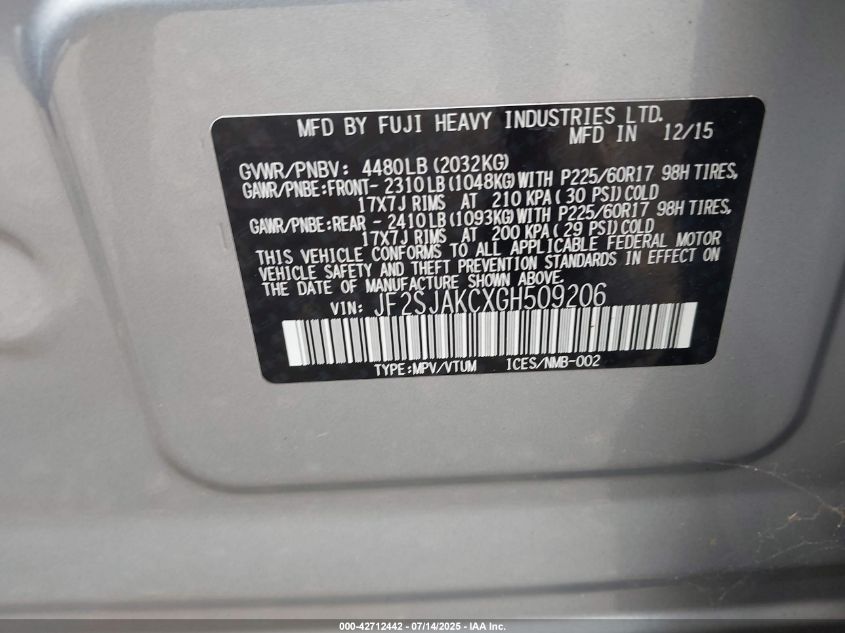 MFD BY FUJI HEAVY INDUSTRIES LTD.
MFD IN 12/15
GVWR/PNBV: 4480LB (2032KG)
GAWR/PNBE:FRONT- 2310LB (1048KG) WITH P225/60R17 98H TIRES,
17X7J RIMS AT 210 KPA ( 30 PSI) COLD
GAWR/PNBE:REAR - 2410LB (1093KG) WITH P225/60R17 98H TIRES,
17X7J RIMS AT 200 KPA ( 29 PSI) COLD
THIS VEHICLE CONFORMS TO ALL APPLICABLE FEDERAL MOTOR
VEHICLE SAFETY AND THEFT PREVENTION STANDARDS IN EFFECT ON
THE DATE OF MANUFACTURE SHOWN ABOVE.
VIN: JF2SJAKCXGH509206
TYPE:MPV/VTUM ICES/NMB-002
000-42712442 - 07/14/2025 - IAA Inc.